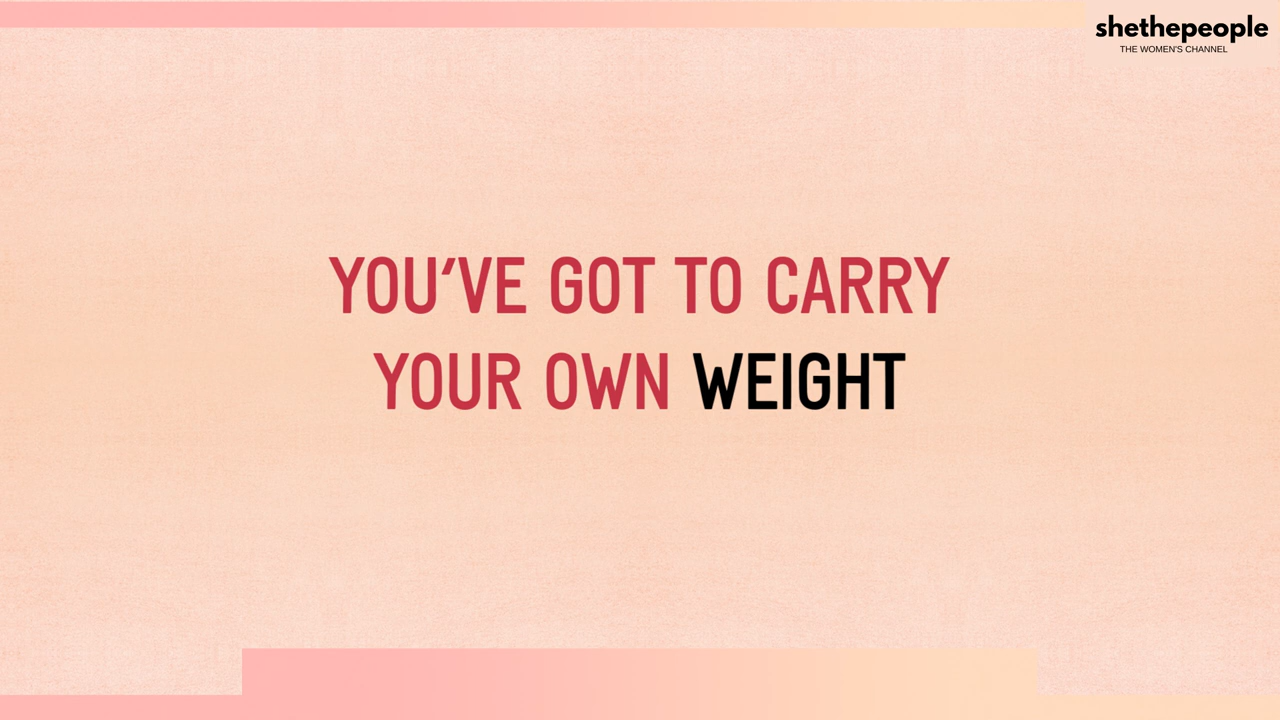 shethepeople
THE WOMEN'S CHANNEL
YOU'VE GOT TO CARRY
YOUR OWN WEIGHT